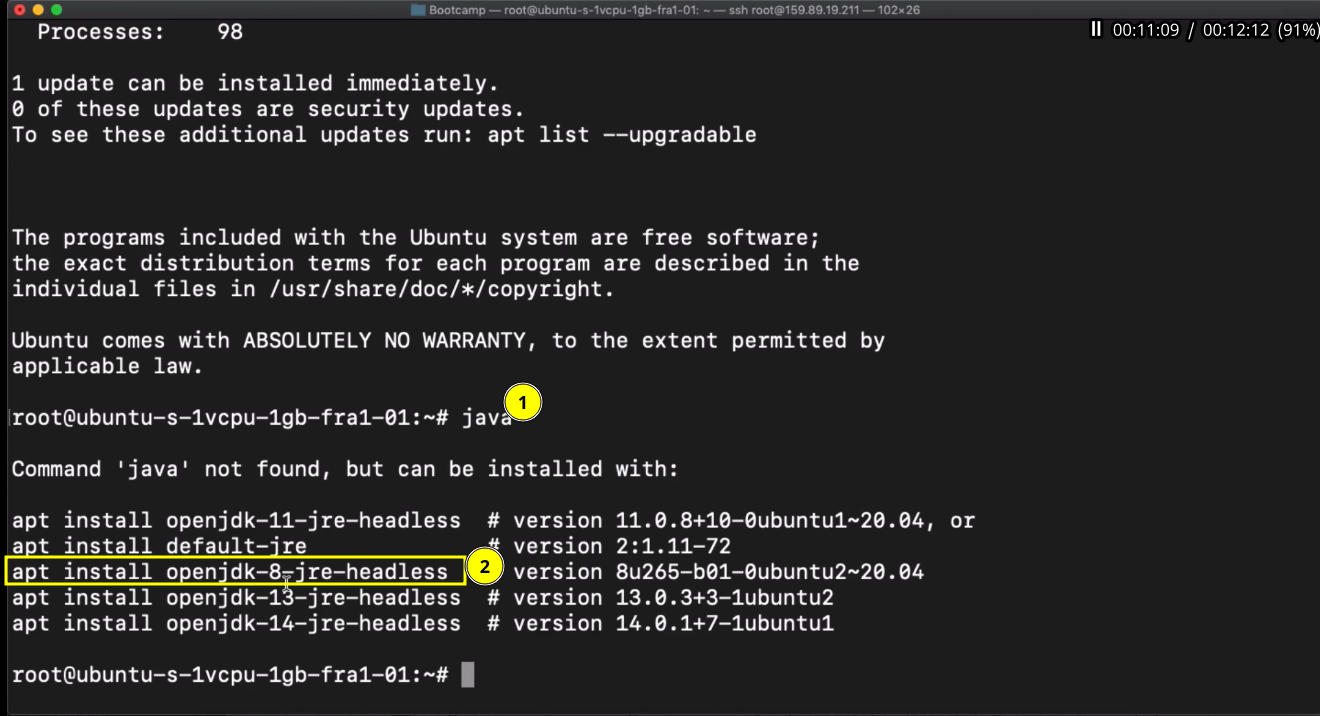 Bootcamp — root@ubuntu-s-1vcpu-1gb-fra1-01: ~ — ssh root@159.89.19.211 — 102×26
00:11:09 / 00:12:12 (91%)
Processes: 98
1 update can be installed immediately.
0 of these updates are security updates.
To see these additional updates run: apt list --upgradable
The programs included with the Ubuntu system are free software;
the exact distribution terms for each program are described in the
individual files in /usr/share/doc/*/copyright.
Ubuntu comes with ABSOLUTELY NO WARRANTY, to the extent permitted by
applicable law.
root@ubuntu-s-1vcpu-1gb-fra1-01:~# java
1
Command 'java' not found, but can be installed with:
apt install openjdk-11-jre-headless # version 11.0.8+10-0ubuntu1~20.04, or
apt install default-jre # version 2:1.11-72
apt install openjdk-8-jre-headless 2 version 8u265-b01-0ubuntu2~20.04
apt install openjdk-13-jre-headless # version 13.0.3+3-1ubuntu2
apt install openjdk-14-jre-headless # version 14.0.1+7-1ubuntu1
root@ubuntu-s-1vcpu-1gb-fra1-01:~#